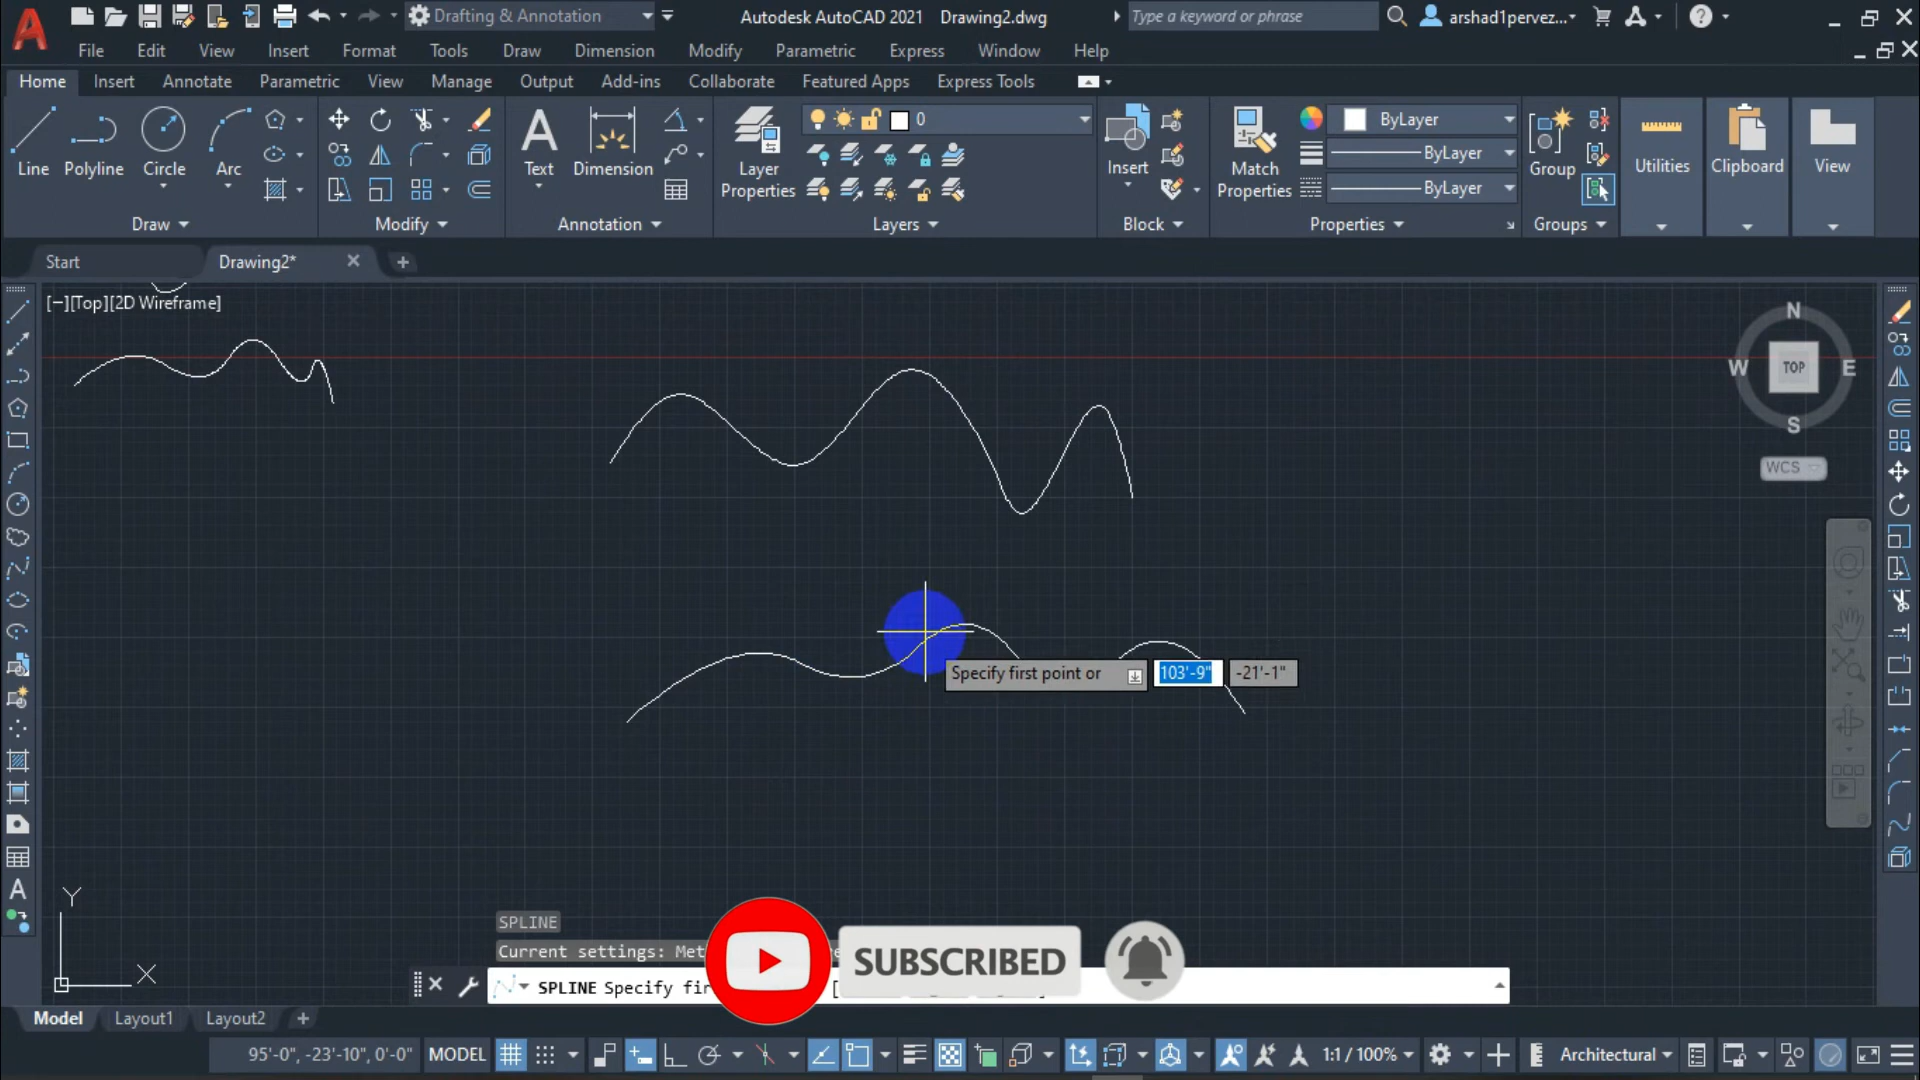 Drafting & Annotation
Autodesk AutoCAD 2021 Drawing2.dwg
Type a keyword or phrase
arshad1pervez...
File Edit View Insert Format Tools Draw Dimension Modify Parametric Express Window Help
Home Insert Annotate Parametric View Manage Output Add-ins Collaborate Featured Apps Express Tools
Line Polyline Circle Arc
Text Dimension
Layer Properties
0
Insert
Match Properties
ByLayer
ByLayer
ByLayer
Group
Utilities
Clipboard
View
Draw Modify Annotation Layers Block Properties Groups
Start Drawing2*
[−][Top][2D Wireframe]
N
W TOP E
S
WCS
Specify first point or 103'-9" -21'-1"
Y
X
SPLINE
Current settings: Met
SPLINE Specify fir
SUBSCRIBED
Model Layout1 Layout2
95'-0", -23'-10", 0'-0" MODEL 1:1 / 100% Architectural